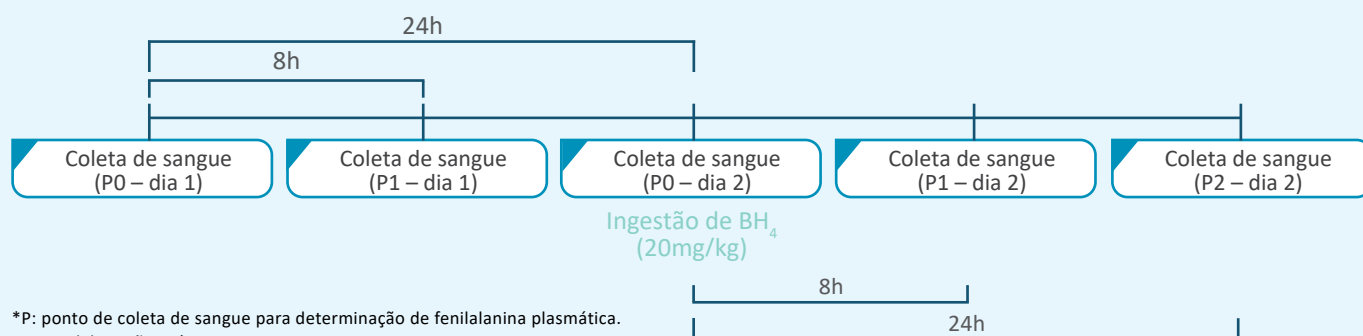 24h
8h
Coleta de sangue
(P0 – dia 1)
Coleta de sangue
(P1 – dia 1)
Coleta de sangue
(P0 – dia 2)
Coleta de sangue
(P1 – dia 2)
Coleta de sangue
(P2 – dia 2)
Ingestão de BH₄
(20mg/kg)
8h
24h
*P: ponto de coleta de sangue para determinação de fenilalanina plasmática.